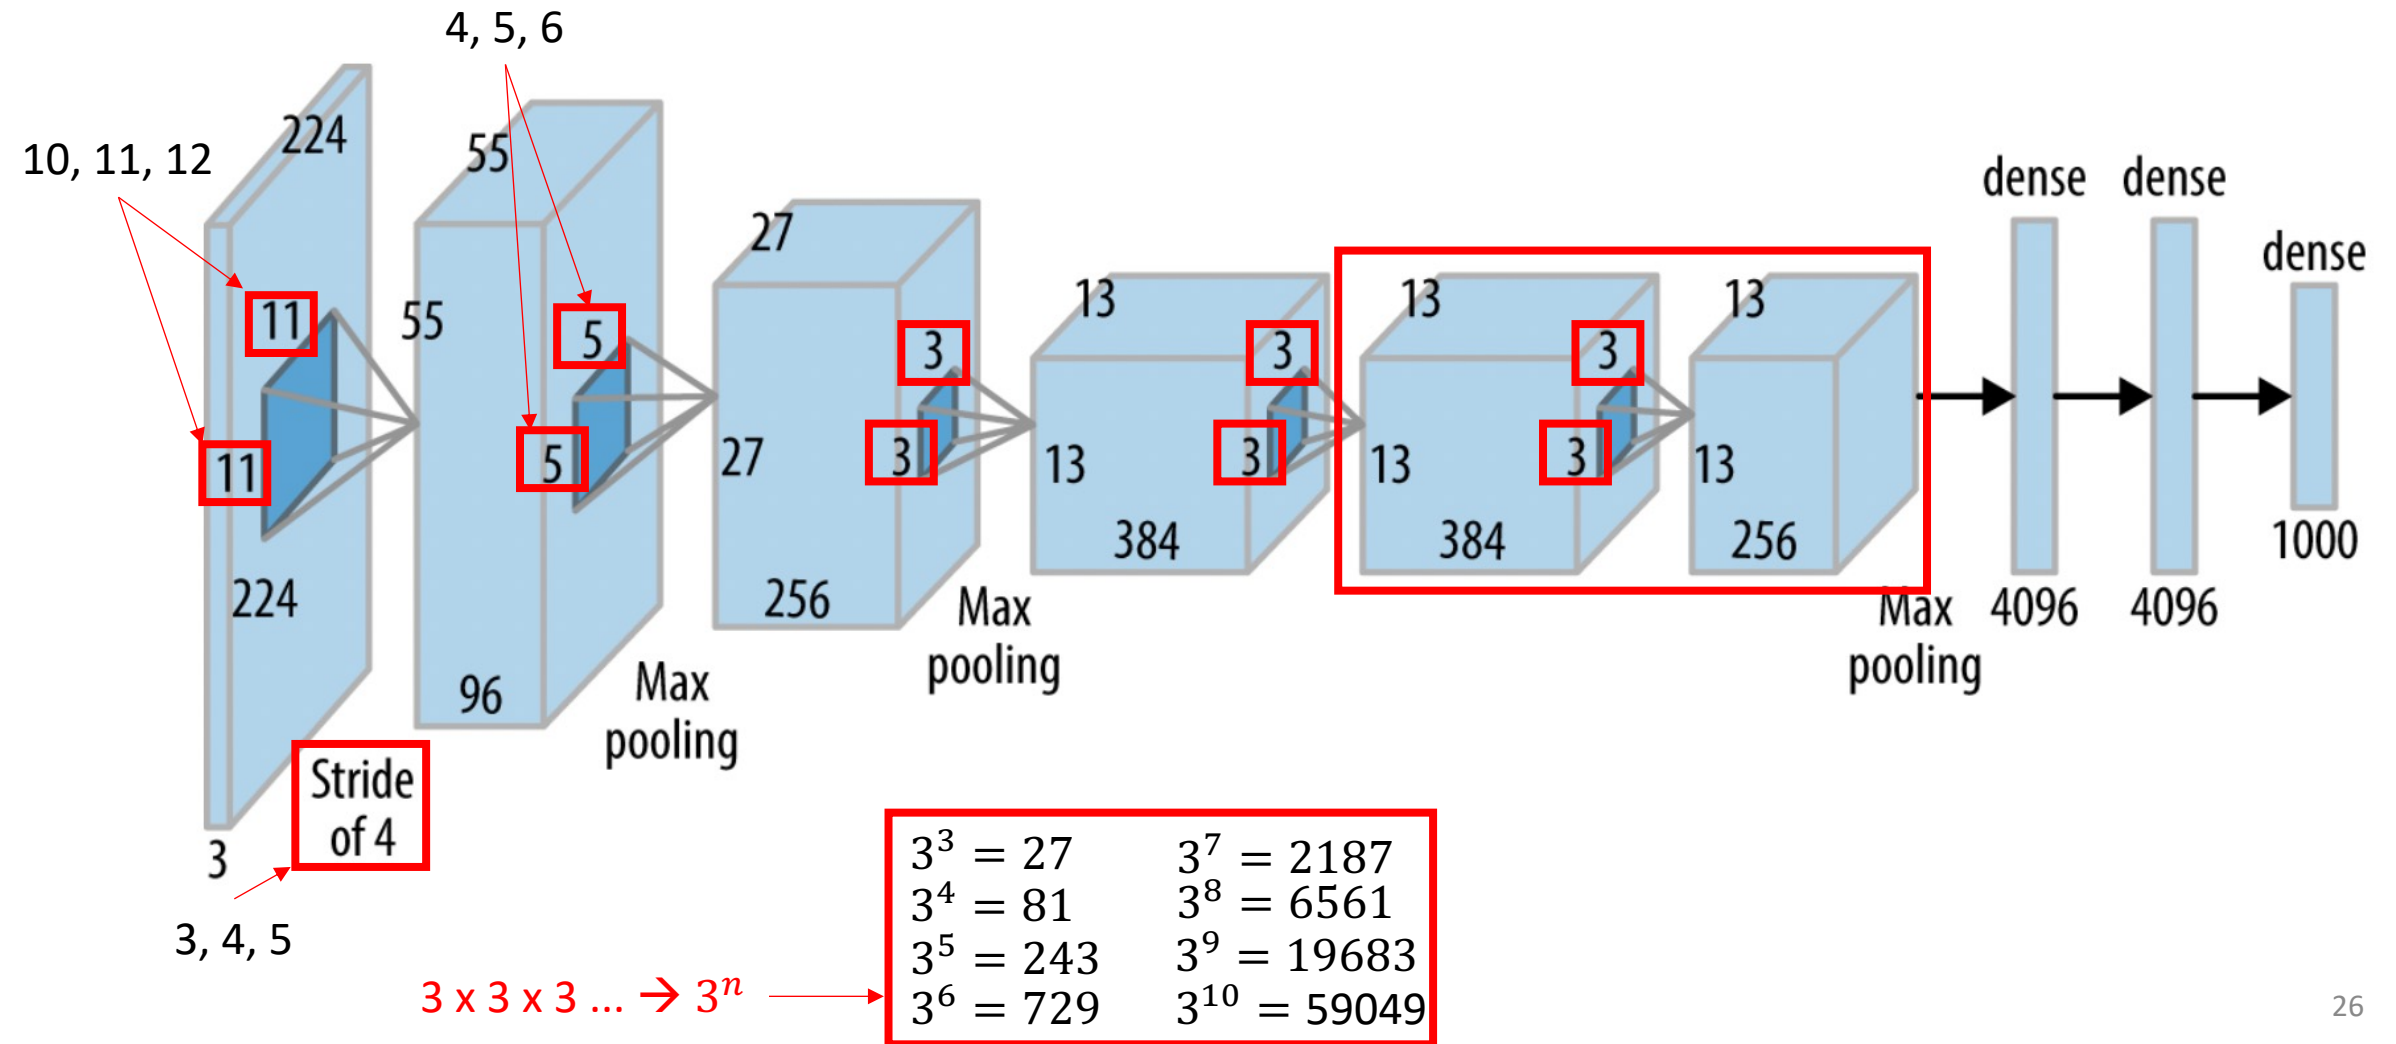 4, 5, 6
10, 11, 12
224
11
11
224
3
Stride
of 4
3, 4, 5
55
55
5
5
96
Max
pooling
27
27
3
3
256
Max
pooling
13
13
3
3
384
13
13
3
3
384
13
13
256
Max
pooling
dense
4096
dense
4096
dense
1000
3 x 3 x 3 ... → 3ⁿ
3³ = 27
3⁴ = 81
3⁵ = 243
3⁶ = 729
3⁷ = 2187
3⁸ = 6561
3⁹ = 19683
3¹⁰ = 59049
26